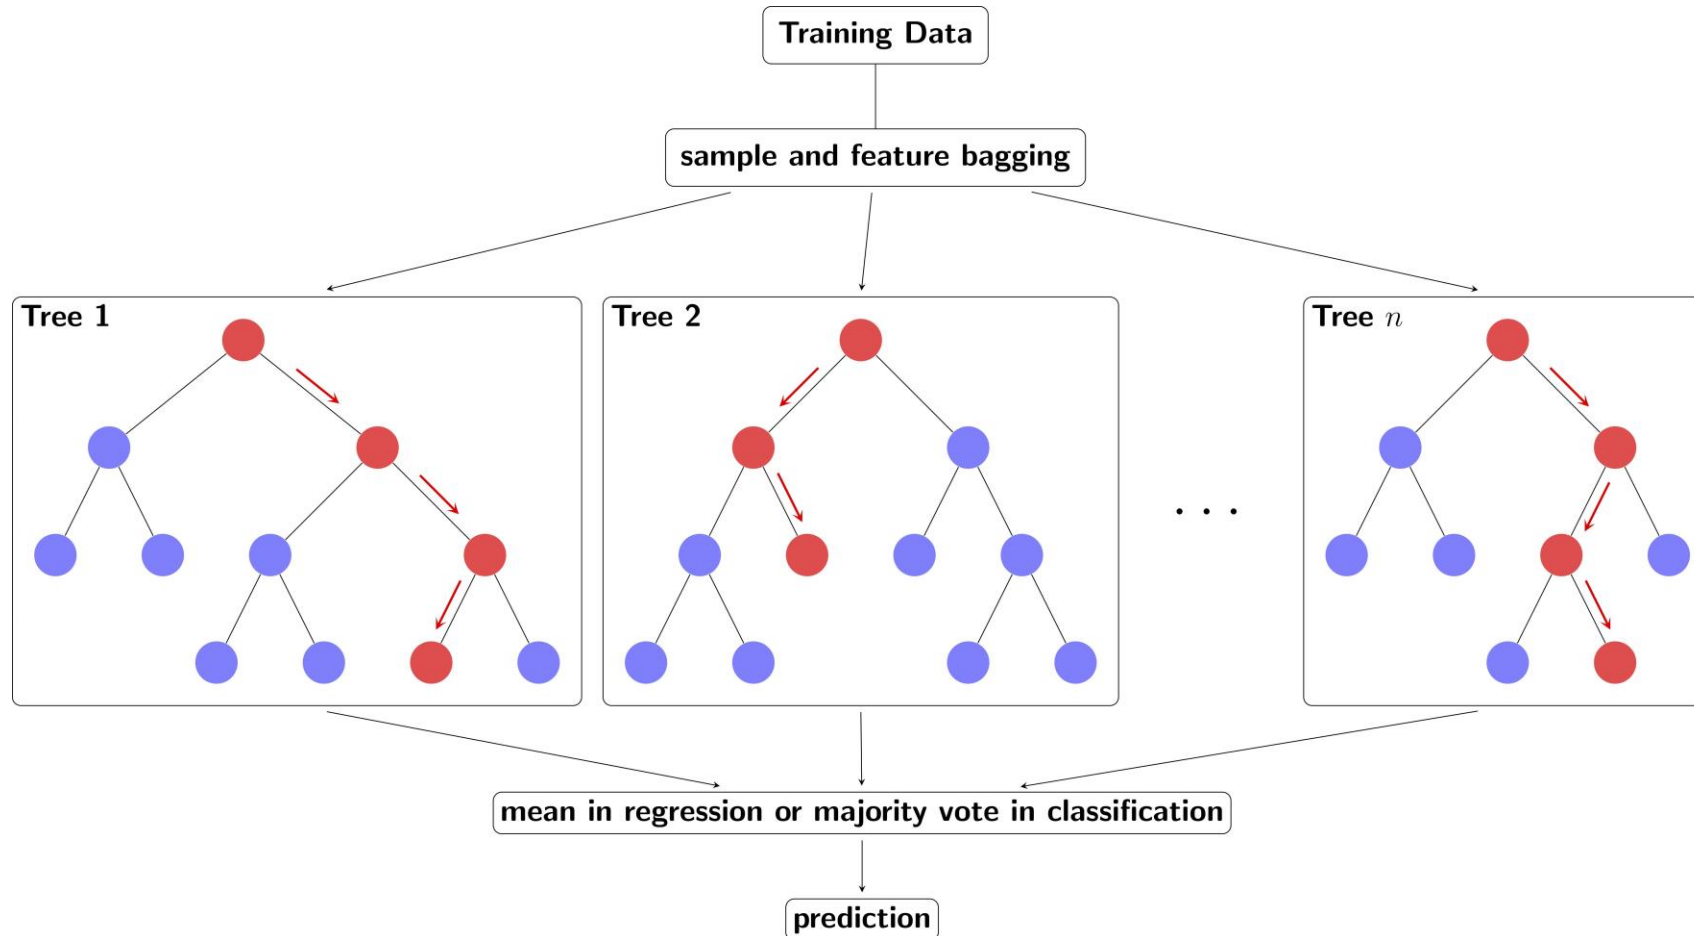 Training Data
sample and feature bagging
Tree 1
Tree 2
Tree n
. . .
mean in regression or majority vote in classification
prediction